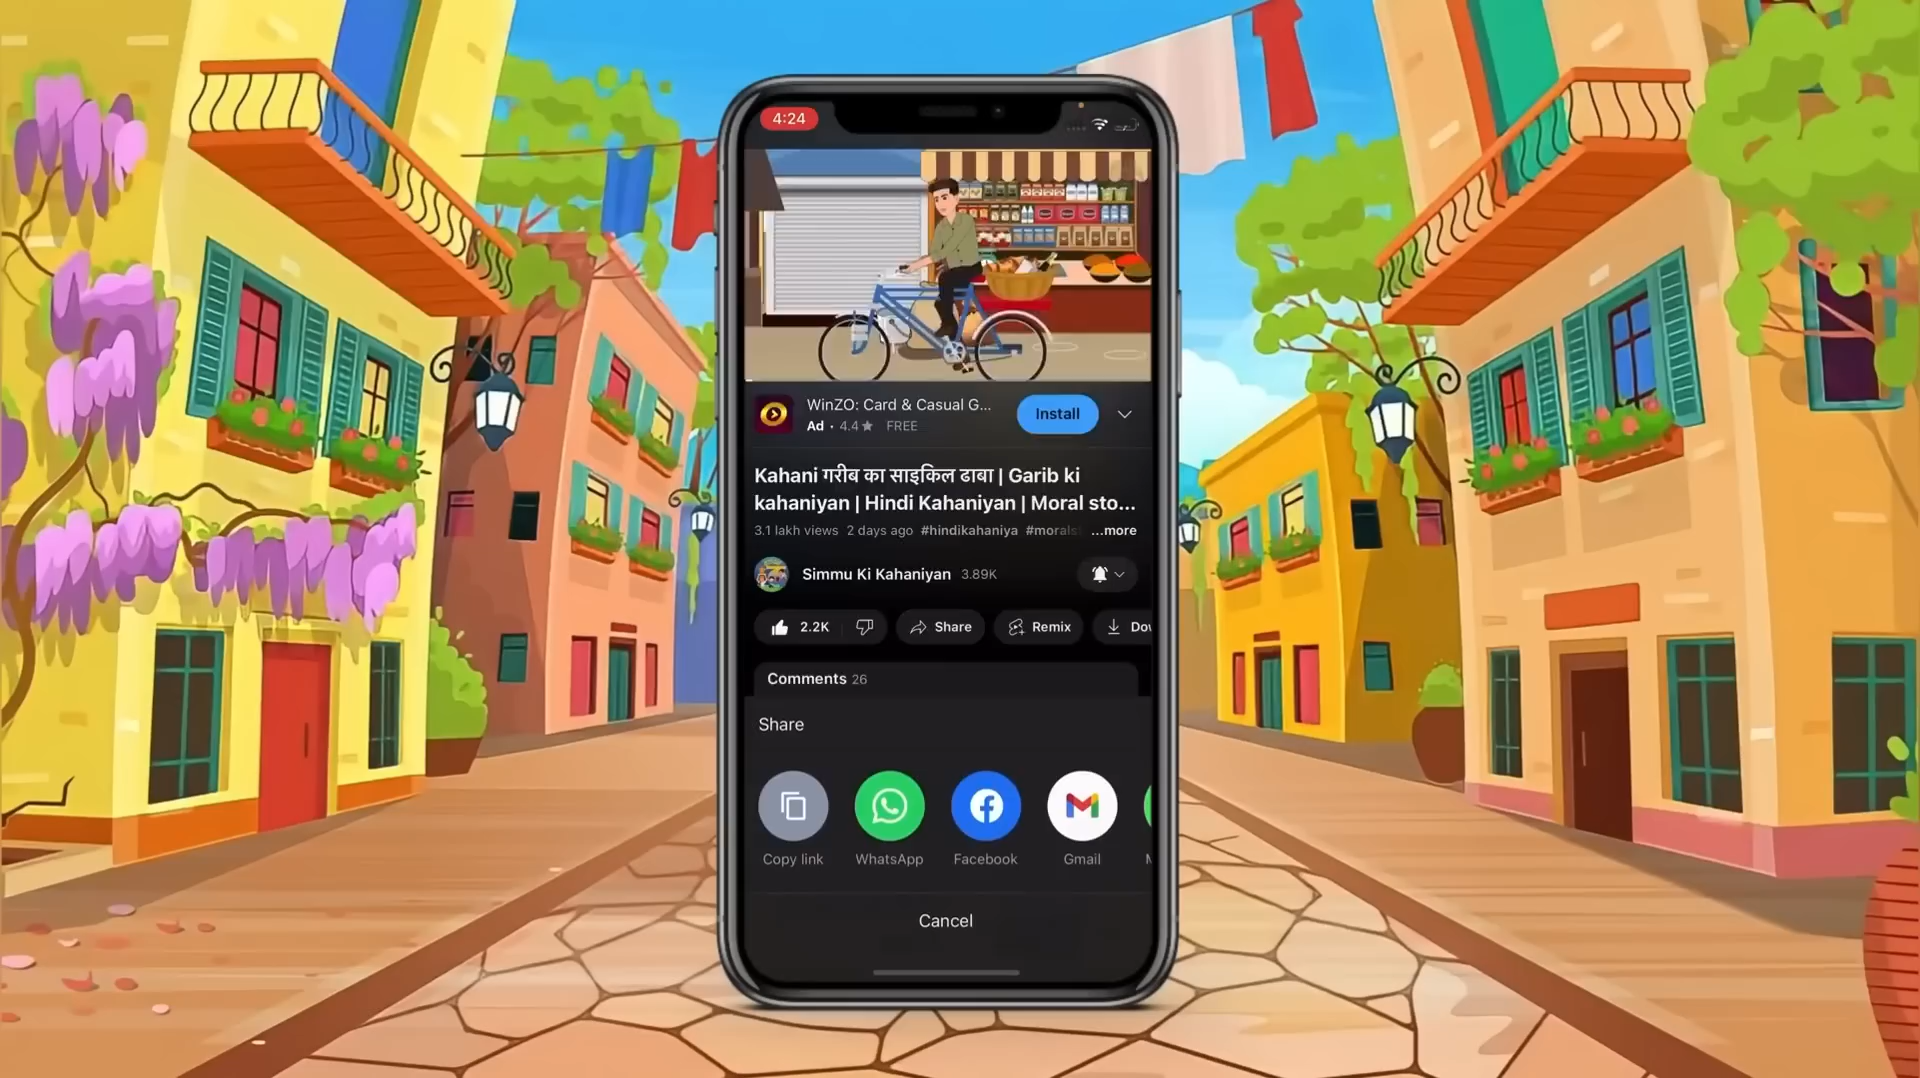 4:24
WinZO: Card & Casual G...
Install
Ad • 4.4★ FREE
Kahani गरीब का साइकिल ढाबा | Garib ki
kahaniyan | Hindi Kahaniyan | Moral sto...
3.1 lakh views 2 days ago #hindikahaniya #morals ...more
Simmu Ki Kahaniyan 3.89K
2.2K Share Remix Dov
Comments 26
Share
Copy link WhatsApp Facebook Gmail
Cancel